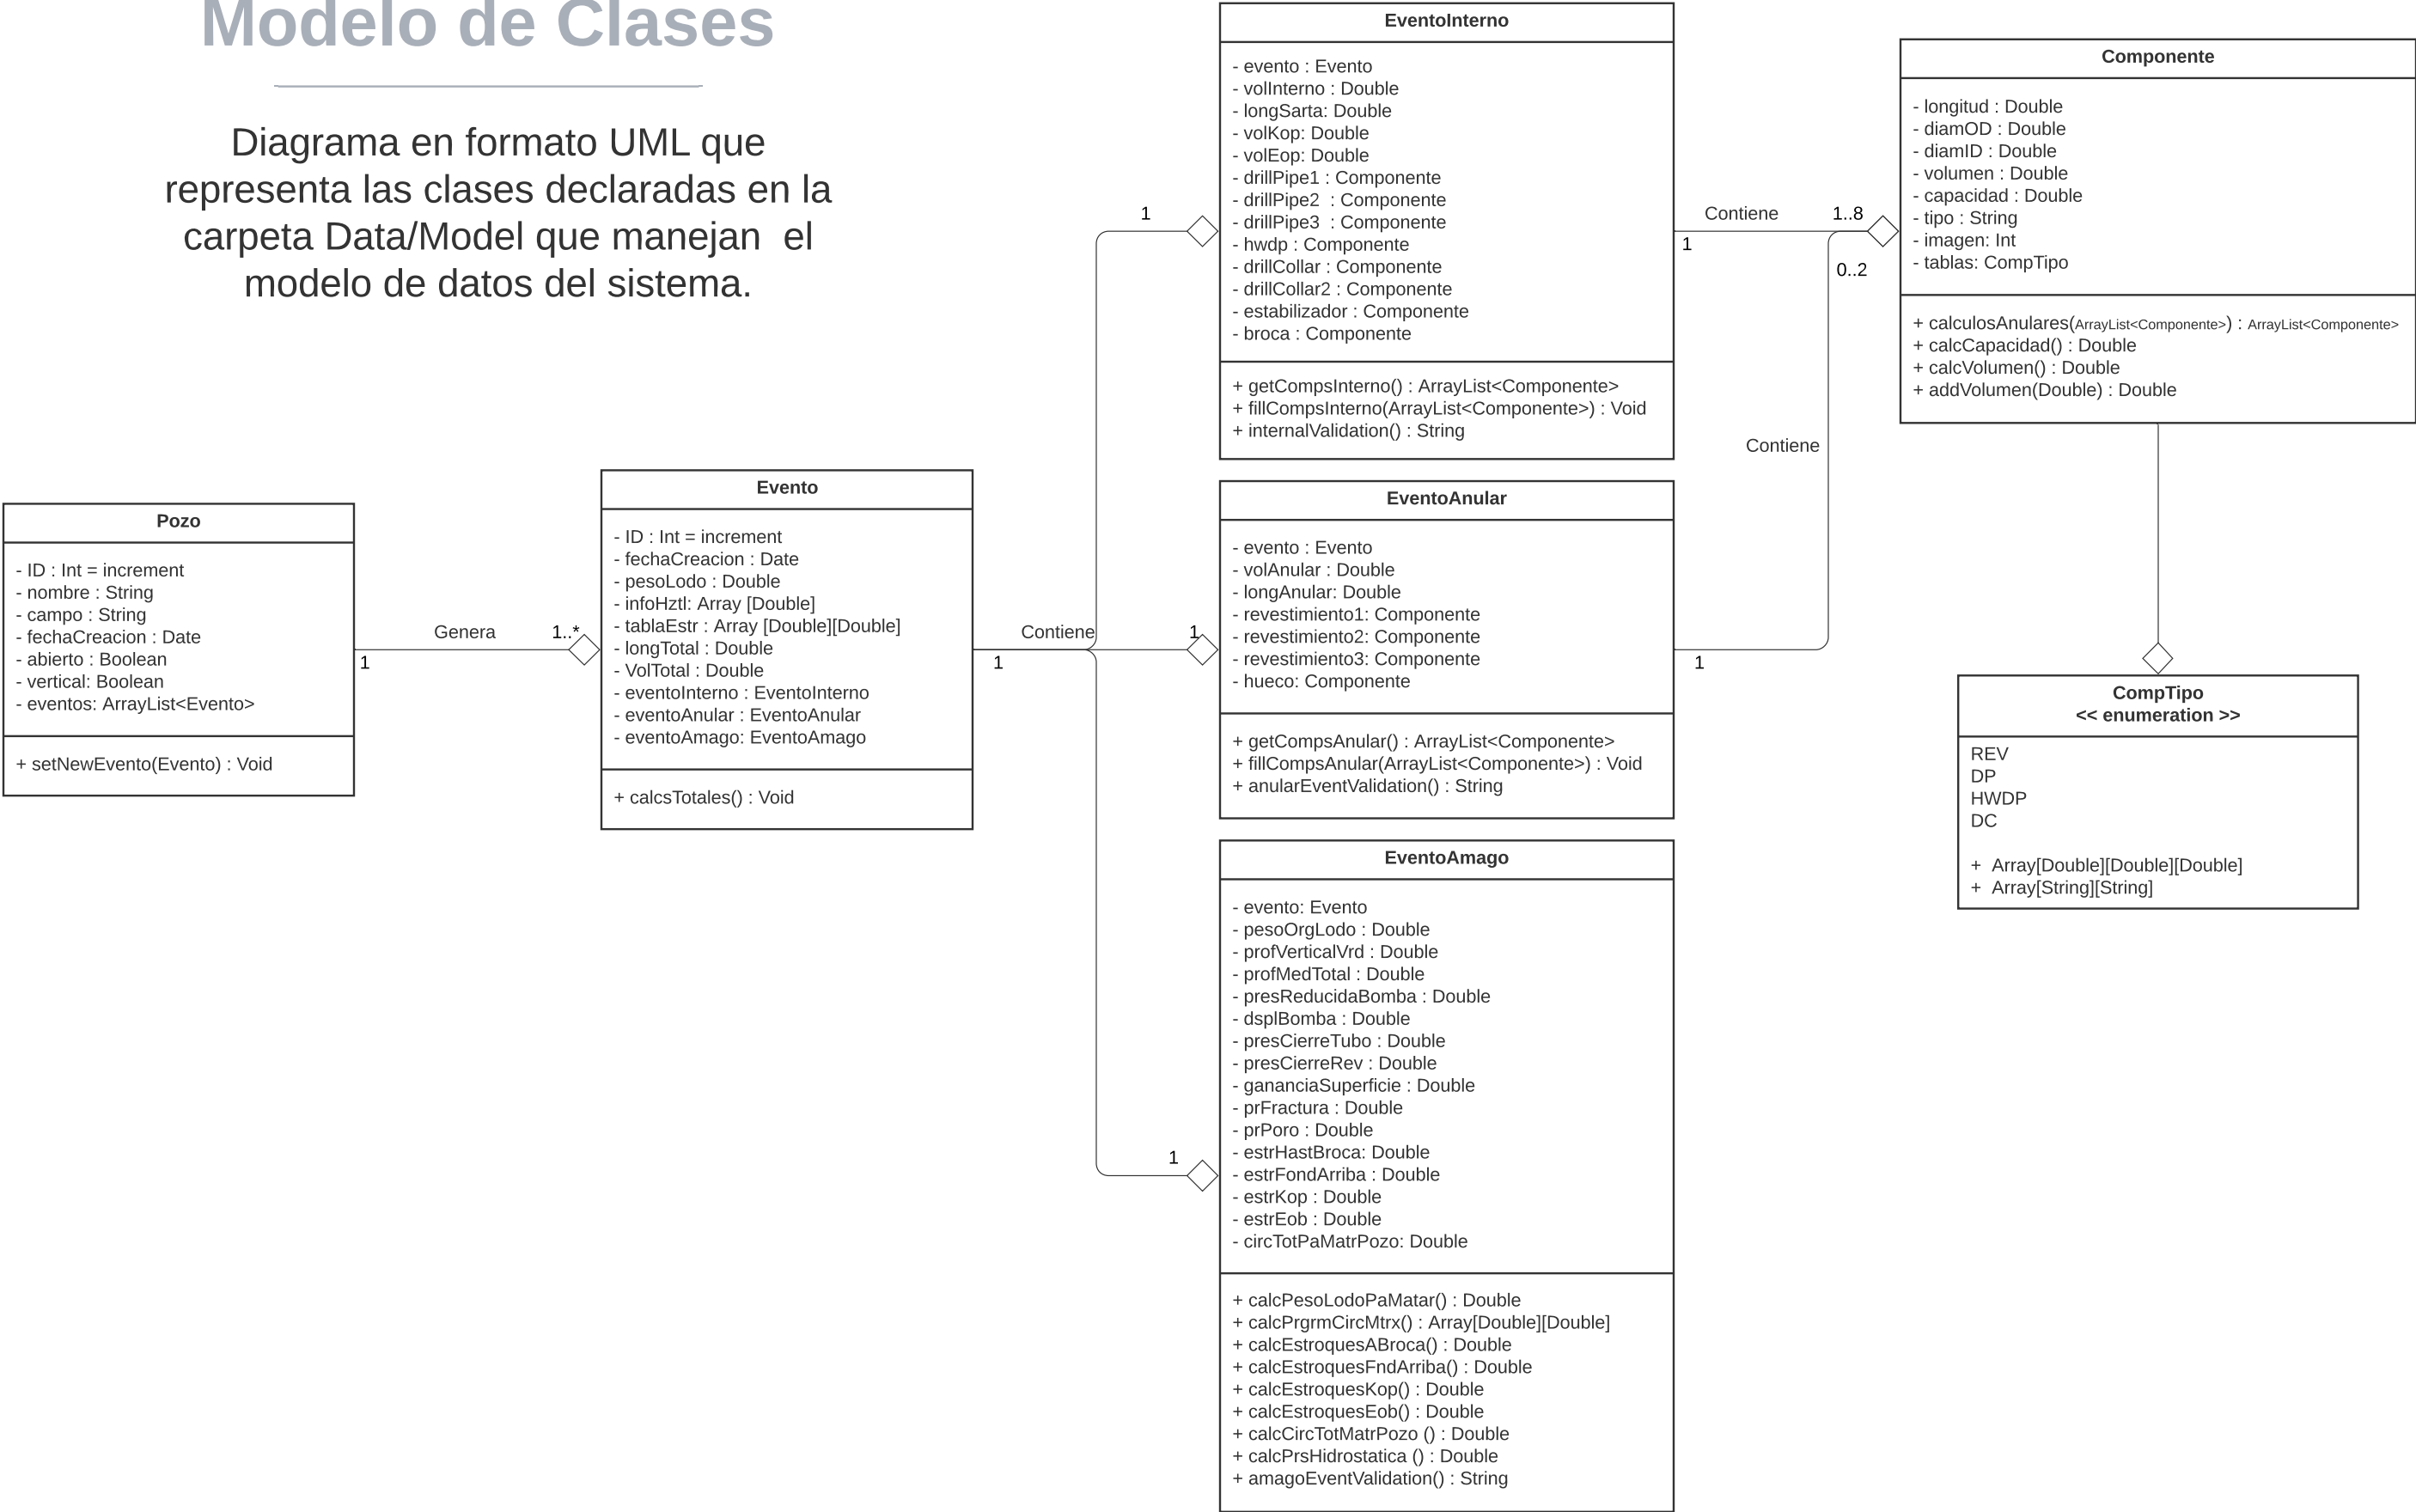 Modelo de Clases
Diagrama en formato UML que
representa las clases declaradas en la
carpeta Data/Model que manejan  el
modelo de datos del sistema.
Pozo
- ID : Int = increment
- nombre : String
- campo : String
- fechaCreacion : Date
- abierto : Boolean
- vertical: Boolean
- eventos: ArrayList<Evento>
+ setNewEvento(Evento) : Void
Genera
1..*
1
Evento
- ID : Int = increment
- fechaCreacion : Date
- pesoLodo : Double
- infoHztl: Array [Double]
- tablaEstr : Array [Double][Double]
- longTotal : Double
- VolTotal : Double
- eventoInterno : EventoInterno
- eventoAnular : EventoAnular
- eventoAmago: EventoAmago
+ calcsTotales() : Void
Contiene
1
1
1
1
EventoInterno
- evento : Evento
- volInterno : Double
- longSarta: Double
- volKop: Double
- volEop: Double
- drillPipe1 : Componente
- drillPipe2  : Componente
- drillPipe3  : Componente
- hwdp : Componente
- drillCollar : Componente
- drillCollar2 : Componente
- estabilizador : Componente
- broca : Componente
+ getCompsInterno() : ArrayList<Componente>
+ fillCompsInterno(ArrayList<Componente>) : Void
+ internalValidation() : String
EventoAnular
- evento : Evento
- volAnular : Double
- longAnular: Double
- revestimiento1: Componente
- revestimiento2: Componente
- revestimiento3: Componente
- hueco: Componente
+ getCompsAnular() : ArrayList<Componente>
+ fillCompsAnular(ArrayList<Componente>) : Void
+ anularEventValidation() : String
EventoAmago
- evento: Evento
- pesoOrgLodo : Double
- profVerticalVrd : Double
- profMedTotal : Double
- presReducidaBomba : Double
- dsplBomba : Double
- presCierreTubo : Double
- presCierreRev : Double
- gananciaSuperficie : Double
- prFractura : Double
- prPoro : Double
- estrHastBroca: Double
- estrFondArriba : Double
- estrKop : Double
- estrEob : Double
- circTotPaMatrPozo: Double
+ calcPesoLodoPaMatar() : Double
+ calcPrgrmCircMtrx() : Array[Double][Double]
+ calcEstroquesABroca() : Double
+ calcEstroquesFndArriba() : Double
+ calcEstroquesKop() : Double
+ calcEstroquesEob() : Double
+ calcCircTotMatrPozo () : Double
+ calcPrsHidrostatica () : Double
+ amagoEventValidation() : String
Contiene
1..8
1
0..2
Contiene
1
Componente
- longitud : Double
- diamOD : Double
- diamID : Double
- volumen : Double
- capacidad : Double
- tipo : String
- imagen: Int
- tablas: CompTipo
+ calculosAnulares(ArrayList<Componente>) : ArrayList<Componente>
+ calcCapacidad() : Double
+ calcVolumen() : Double
+ addVolumen(Double) : Double
CompTipo
<< enumeration >>
REV
DP
HWDP
DC
+  Array[Double][Double][Double]
+  Array[String][String]